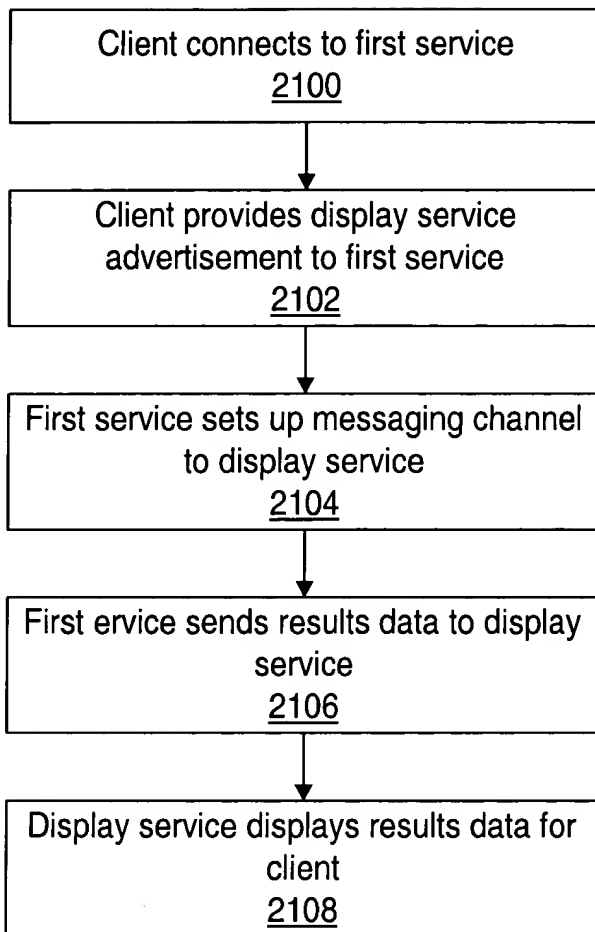 Client connects to first service
2100
Client provides display service
advertisement to first service
2102
First service sets up messaging channel
to display service
2104
First ervice sends results data to display
service
2106
Display service displays results data for
client
2108